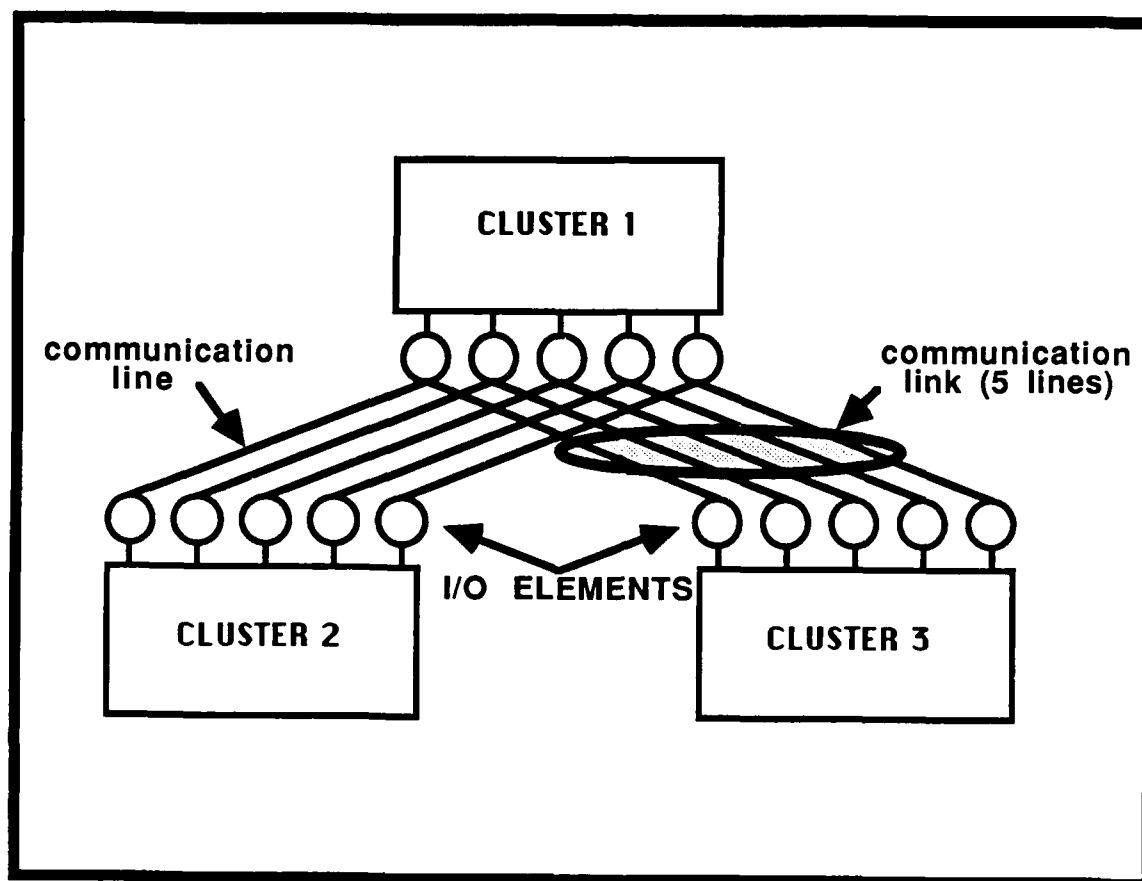 CLUSTER 1
communication
line
communication
link (5 lines)
I/O ELEMENTS
CLUSTER 2
CLUSTER 3